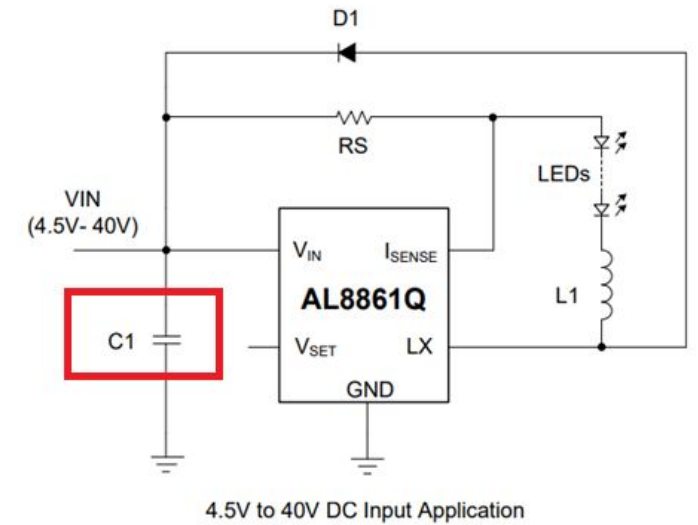 D1
RS
LEDs
VIN
(4.5V- 40V)
VIN
ISENSE
AL8861Q
L1
C1
VSET
LX
GND
4.5V to 40V DC Input Application